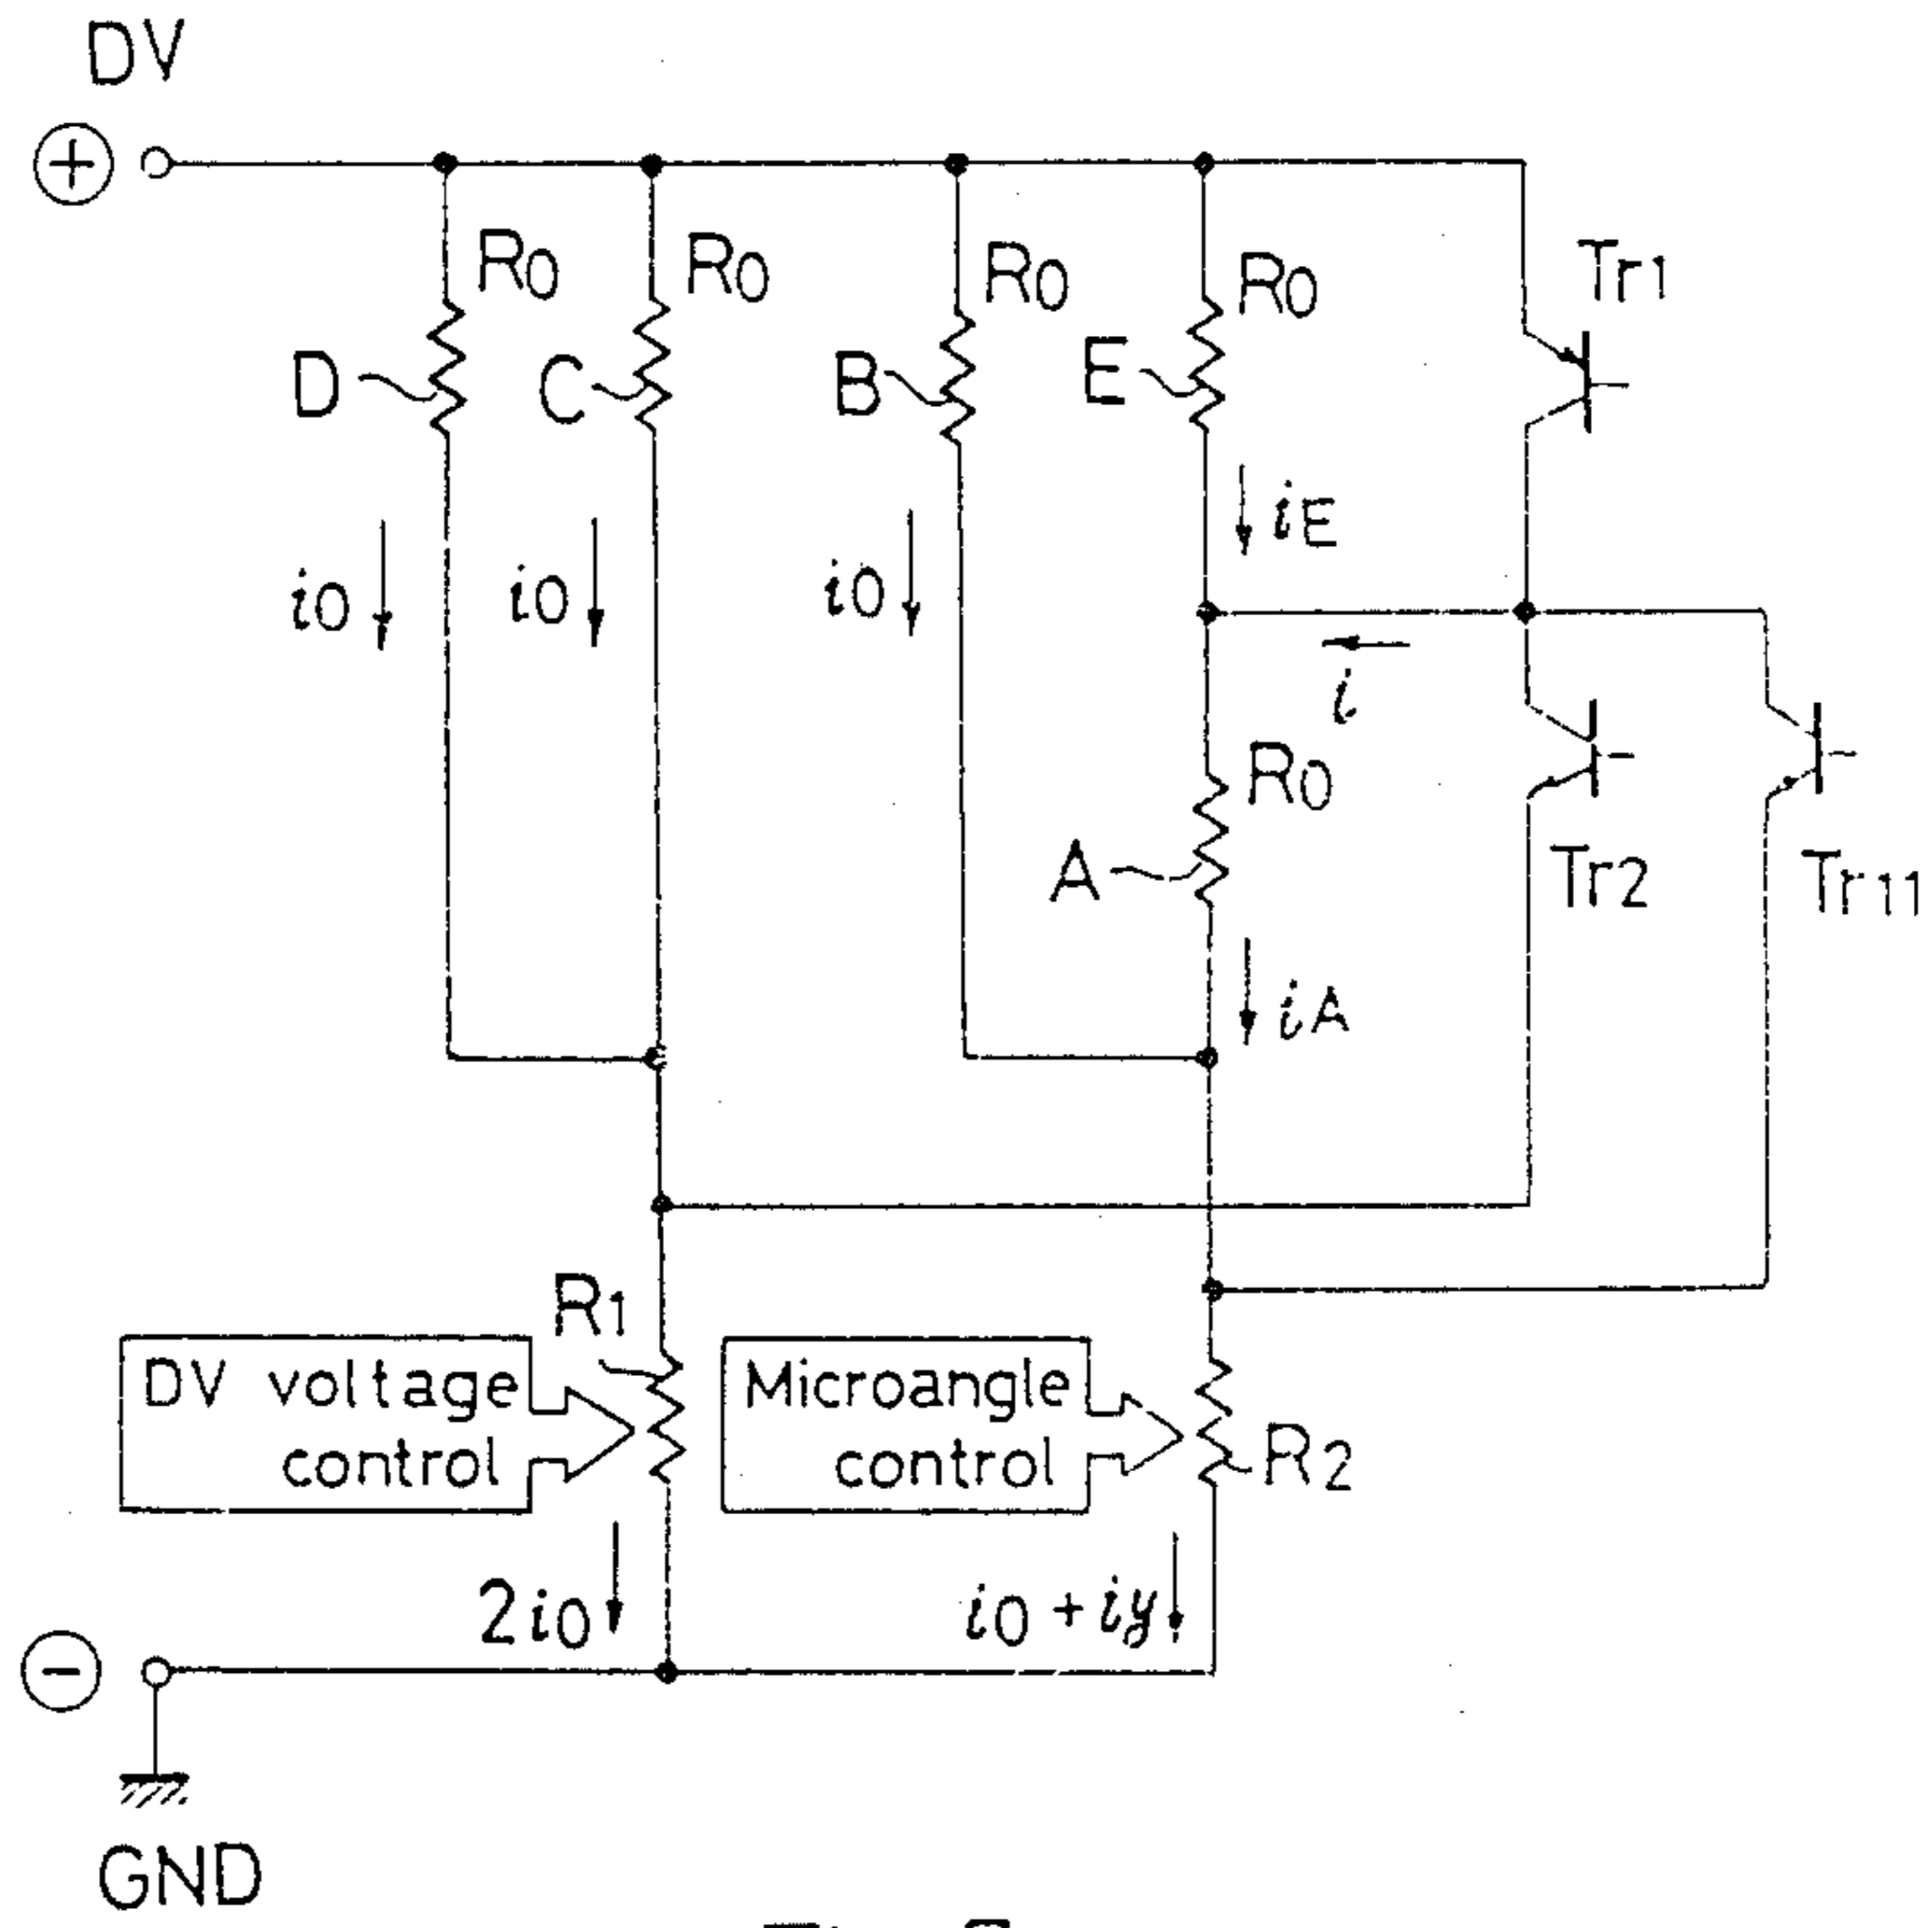 DV
+
R0
R0
R0
R0
Tr1
D
C
B
E
iE
i0
i0
i0
i
R0
A
Tr2
Tr11
iA
R1
DV voltage
control
Microangle
control
R2
2i0
i0 + iy
-
GND